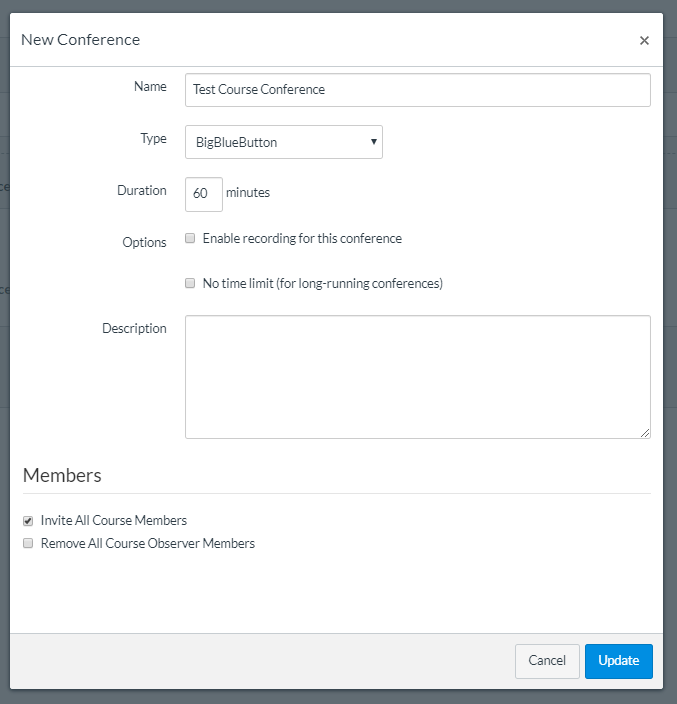 New Conference ×
Name Test Course Conference
Type BigBlueButton
Duration 60 minutes
Options Enable recording for this conference
No time limit (for long-running conferences)
Description
Members
Invite All Course Members
Remove All Course Observer Members
Cancel Update